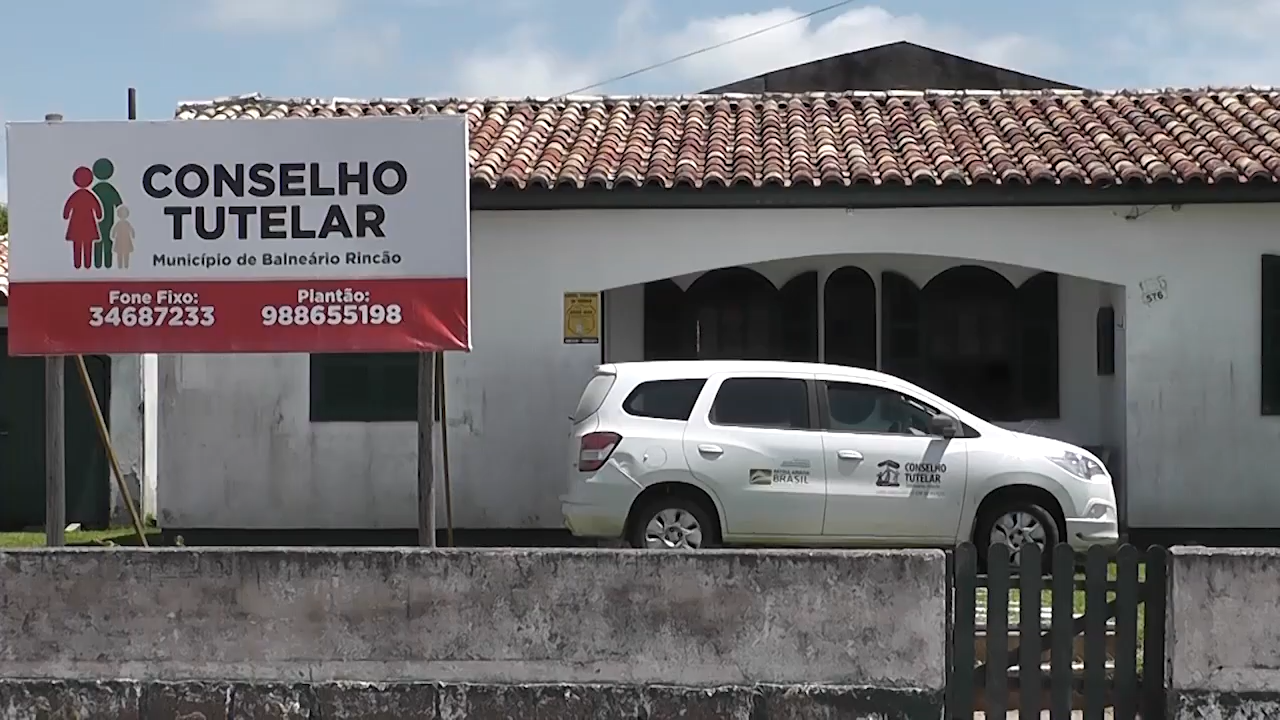 CONSELHO
TUTELAR
Município de Balneário Rincão
Fone Fixo:
34687233
Plantão:
988655198
576
BRASIL
CONSELHO
TUTELAR